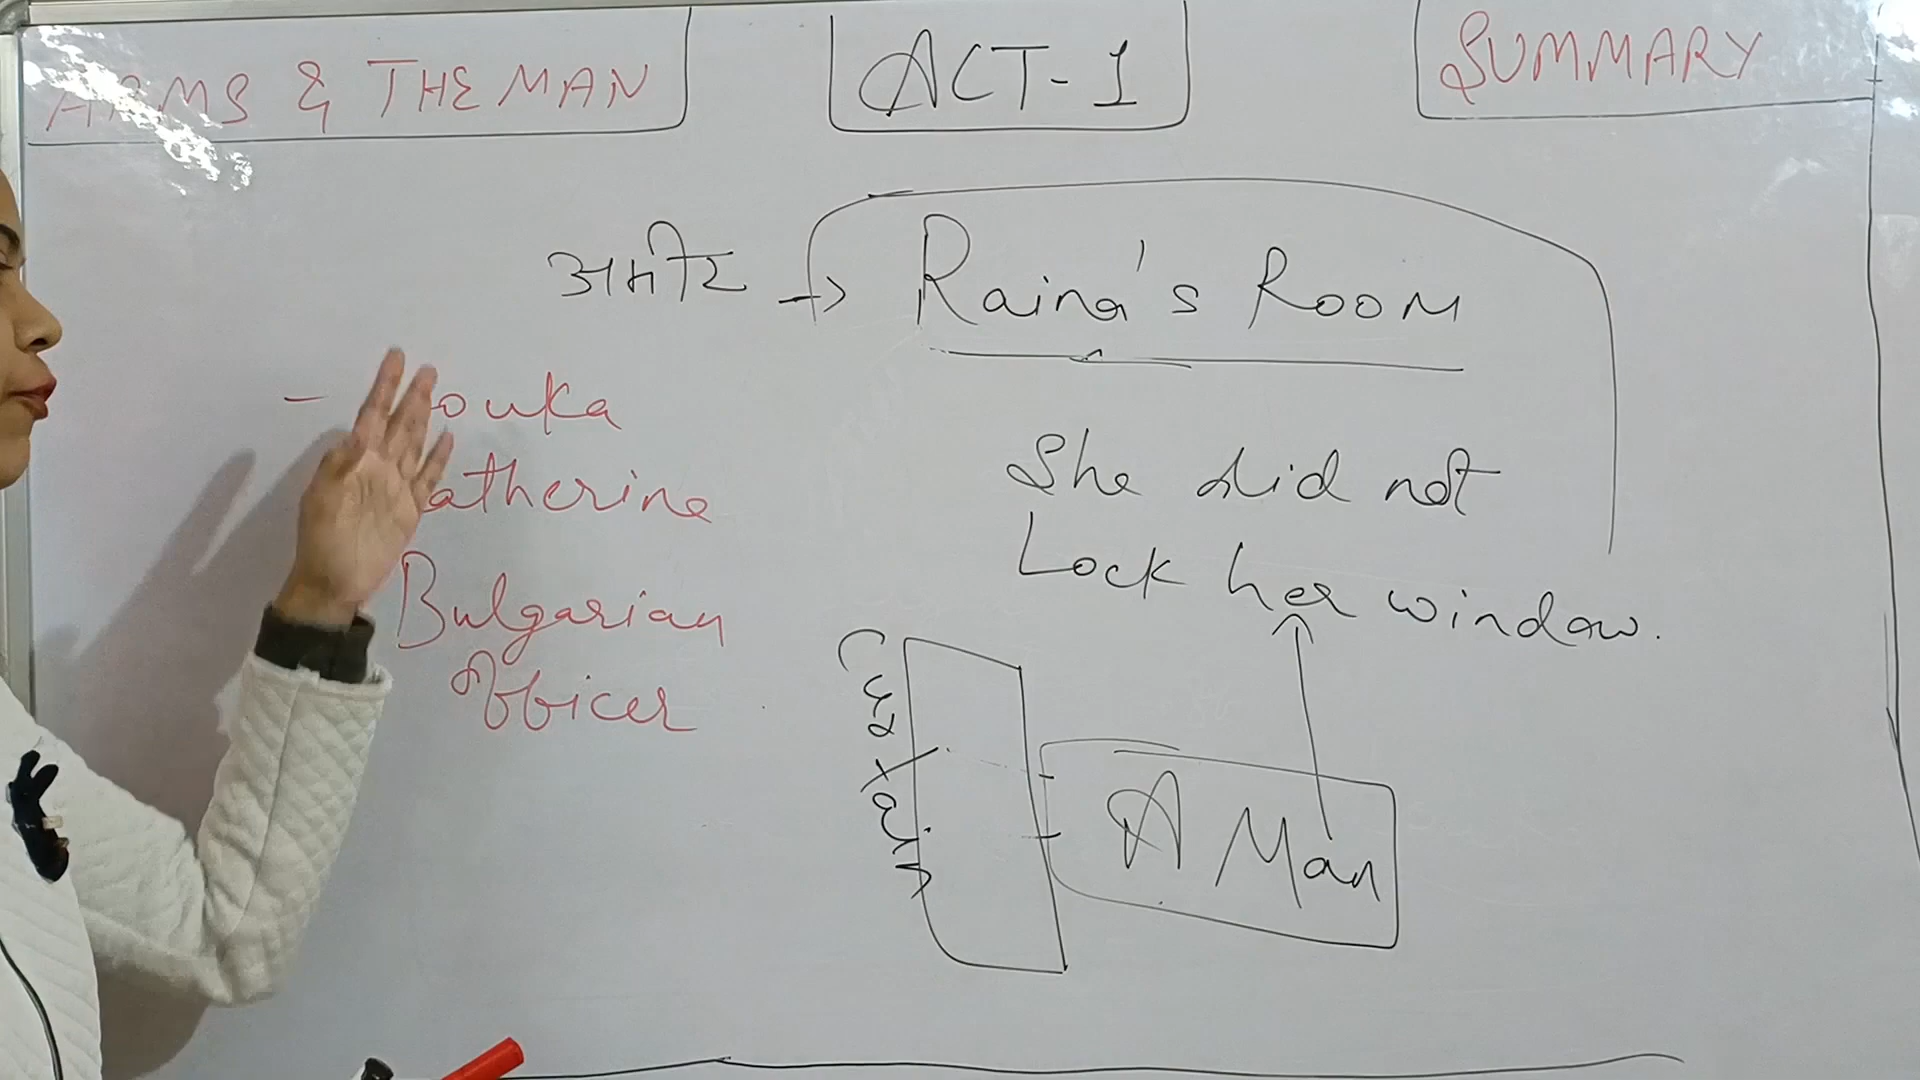 ARMS & THE MAN
ACT-1
SUMMARY
अमीर → Raina's Room
- ouka
atherine
Bulgarian
officer
She did not
Lock her window.
Curtain
A Man